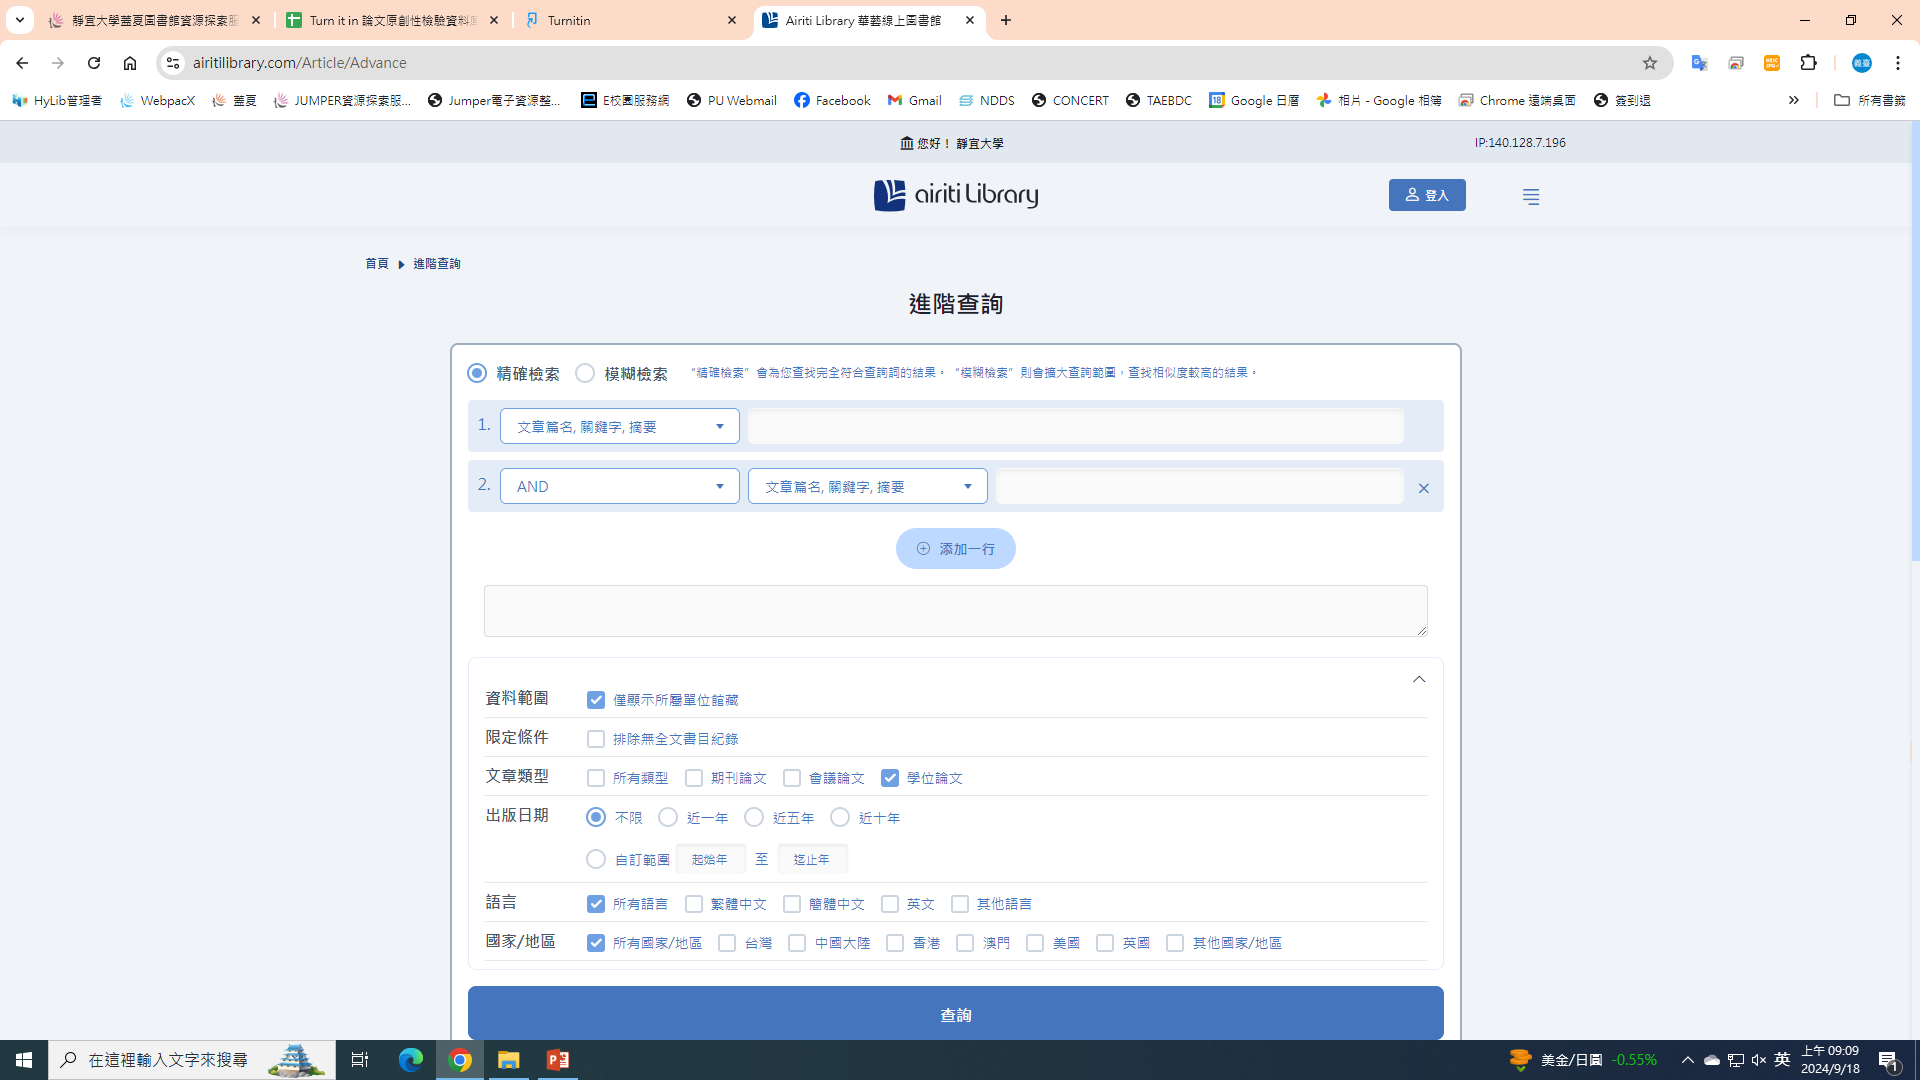 靜宜大學蓋夏圖書館資源探索服
Turn it in 論文原創性檢驗資料
Turnitin
Airiti Library 華藝線上圖書館
airitilibrary.com/Article/Advance
HyLib管理者
WebpacX
蓋夏
JUMPER資源探索服...
Jumper電子資源整...
E校園服務網
PU Webmail
Facebook
Gmail
NDDS
CONCERT
TAEBDC
18 Google 日曆
相片 - Google 相簿
Chrome 遠端桌面
簽到退
所有書籤
您好！ 靜宜大學
IP:140.128.7.196
airiti Library
登入
首頁 進階查詢
進階查詢
精確檢索 模糊檢索 “精確檢索”會為您查找完全符合查詢詞的結果。“模糊檢索”則會擴大查詢範圍，查找相似度較高的結果。
1. 文章篇名, 關鍵字, 摘要
2. AND 文章篇名, 關鍵字, 摘要
添加一行
資料範圍 僅顯示所屬單位館藏
限定條件 排除無全文書目紀錄
文章類型 所有類型 期刊論文 會議論文 學位論文
出版日期 不限 近一年 近五年 近十年
自訂範圍 起始年 至 迄止年
語言 所有語言 繁體中文 簡體中文 英文 其他語言
國家/地區 所有國家/地區 台灣 中國大陸 香港 澳門 美國 英國 其他國家/地區
查詢
在這裡輸入文字來搜尋
美金/日圓 -0.55%
英
上午 09:09
2024/9/18
1